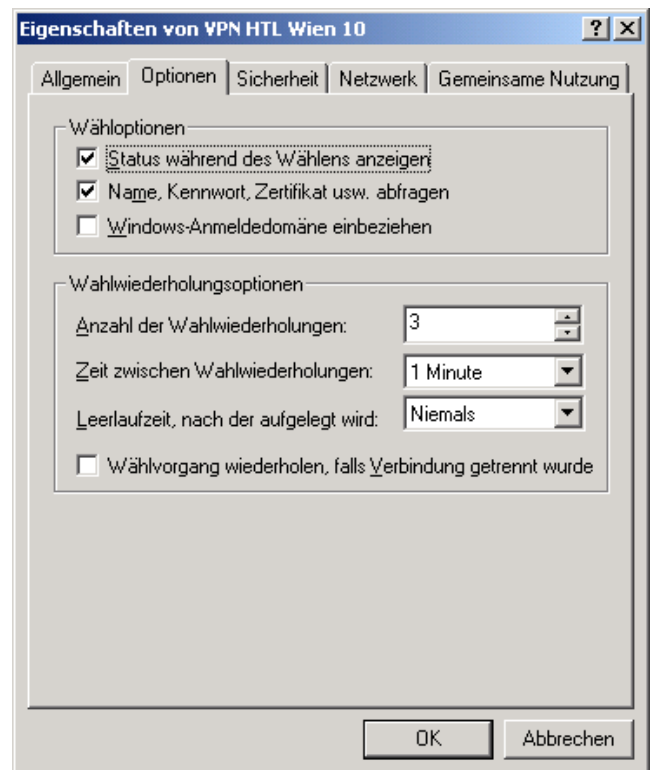 Eigenschaften von VPN HTL Wien 10
Allgemein Optionen Sicherheit Netzwerk Gemeinsame Nutzung
Wähloptionen
Status während des Wählens anzeigen
Name, Kennwort, Zertifikat usw. abfragen
Windows-Anmeldedomäne einbeziehen
Wahlwiederholungsoptionen
Anzahl der Wahlwiederholungen: 3
Zeit zwischen Wahlwiederholungen: 1 Minute
Leerlaufzeit, nach der aufgelegt wird: Niemals
Wählvorgang wiederholen, falls Verbindung getrennt wurde
OK Abbrechen